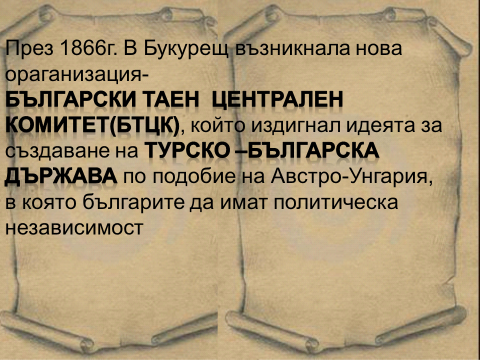 През 1866г. В Букурещ възникнала нова
ораганизация-
БЪЛГАРСКИ ТАЕН ЦЕНТРАЛЕН
КОМИТЕТ(БТЦК), който издигнал идеята за
създаване на ТУРСКО –БЪЛГАРСКА
ДЪРЖАВА по подобие на Австро-Унгария,
в която българите да имат политическа
независимост